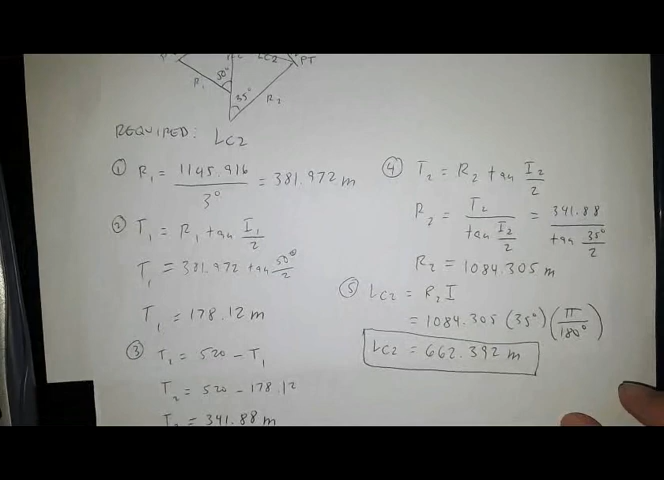 LC2 PT
R₁ 50° 35° R₂
REQUIRED: LC2
① R₁ = 1145.916 / 3° = 381.972 m
② T₁ = R₁ tan I₁/2
T₁ = 381.972 tan 50°/2
T₁ = 178.12 m
③ T₂ = 520 - T₁
T₂ = 520 - 178.12
T₂ = 341.88 m
④ T₂ = R₂ tan I₂/2
R₂ = T₂ / tan I₂/2 = 341.88 / tan 35°/2
R₂ = 1084.305 m
⑤ LC2 = R₂ I
= 1084.305 (35°) (π/180°)
LC2 = 662.392 m